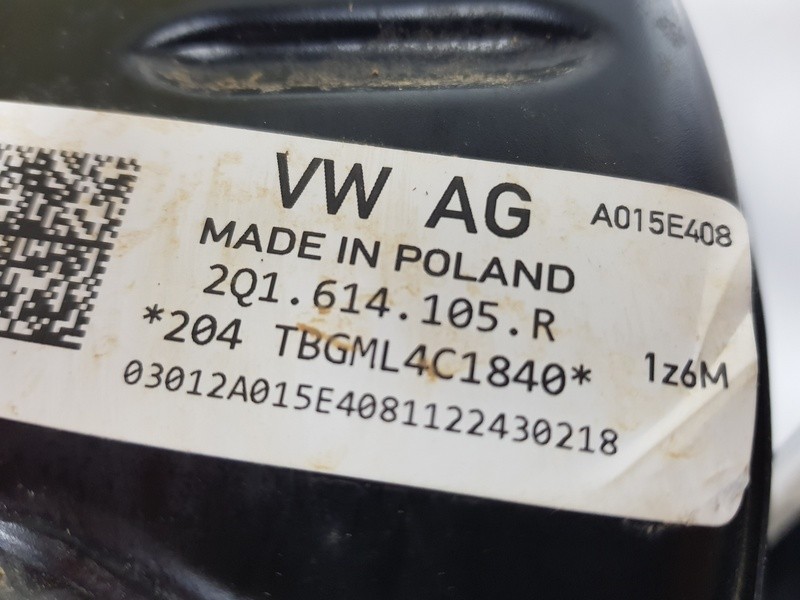 VW AG A015E408
MADE IN POLAND
2Q1.614.105.R
*204 TBGML4C1840* 1z6M
03012A015E4081122430218